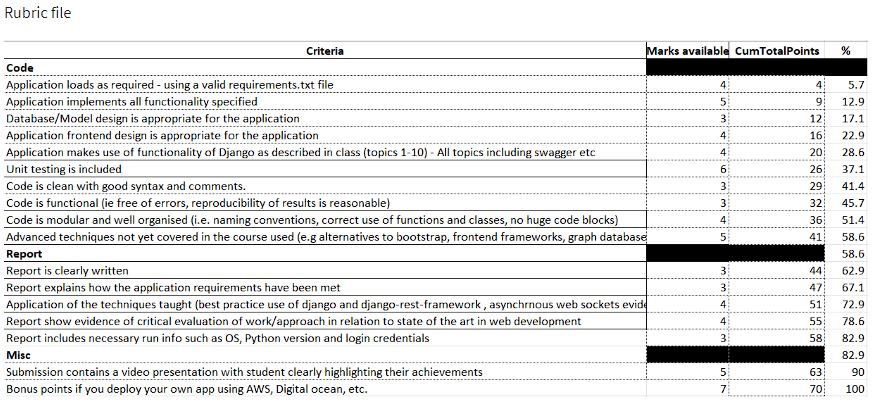 Rubric file
Criteria Marks available CumTotalPoints %
Code
Application loads as required - using a valid requirements.txt file 4 4 5.7
Application implements all functionality specified 5 9 12.9
Database/Model design is appropriate for the application 3 12 17.1
Application frontend design is appropriate for the application 4 16 22.9
Application makes use of functionality of Django as described in class (topics 1-10) - All topics including swagger etc 4 20 28.6
Unit testing is included 6 26 37.1
Code is clean with good syntax and comments. 3 29 41.4
Code is functional (ie free of errors, reproducibility of results is reasonable) 3 32 45.7
Code is modular and well organised (i.e. naming conventions, correct use of functions and classes, no huge code blocks) 4 36 51.4
Advanced techniques not yet covered in the course used (e.g alternatives to bootstrap, frontend frameworks, graph database 5 41 58.6
Report 58.6
Report is clearly written 3 44 62.9
Report explains how the application requirements have been met 3 47 67.1
Application of the techniques taught (best practice use of django and django-rest-framework , asynchrnous web sockets evide 4 51 72.9
Report show evidence of critical evaluation of work/approach in relation to state of the art in web development 4 55 78.6
Report includes necessary run info such as OS, Python version and login credentials 3 58 82.9
Misc 82.9
Submission contains a video presentation with student clearly highlighting their achievements 5 63 90
Bonus points if you deploy your own app using AWS, Digital ocean, etc. 7 70 100